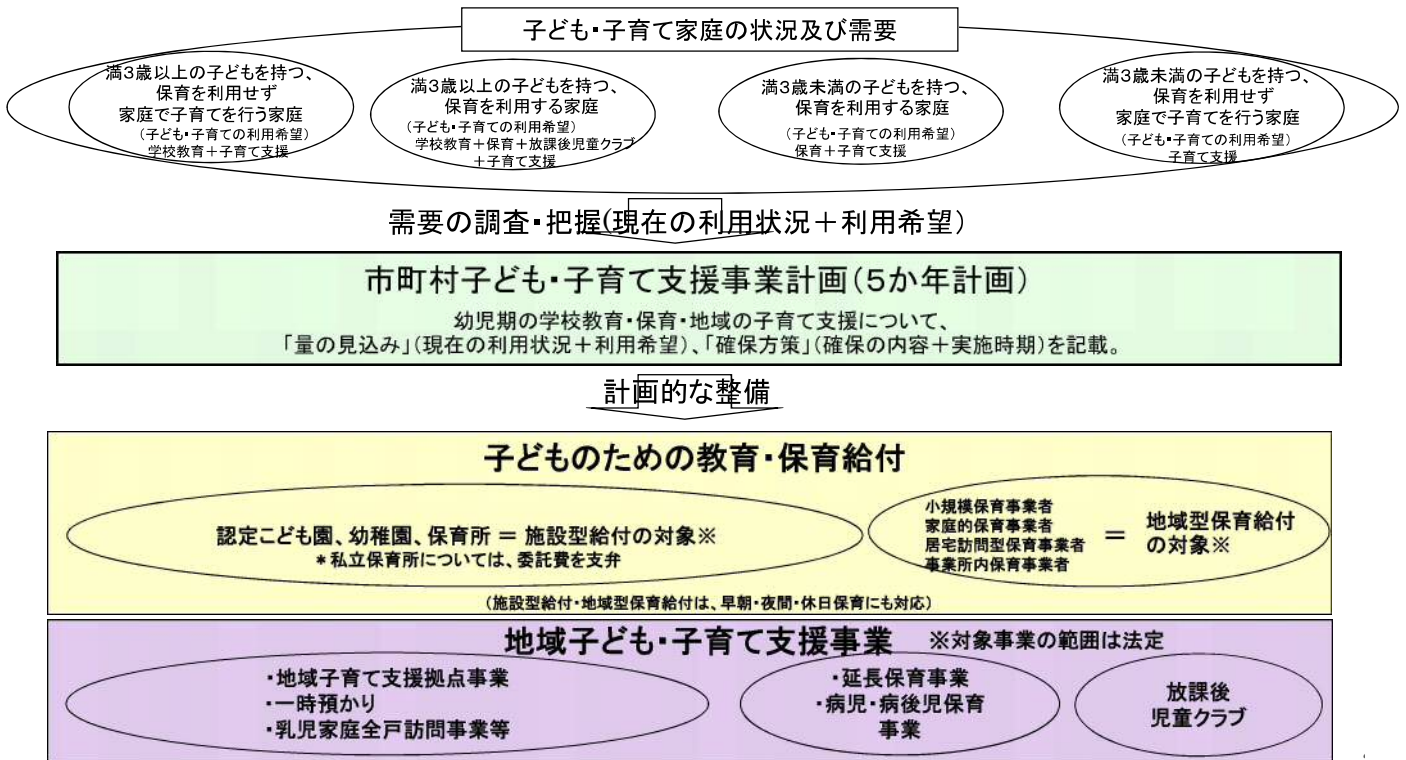 子ども・子育て家庭の状況及び需要
満3歳以上の子どもを持つ、
保育を利用せず
家庭で子育てを行う家庭
(子ども・子育ての利用希望)
学校教育+子育て支援
満3歳以上の子どもを持つ、
保育を利用する家庭
(子ども・子育ての利用希望)
学校教育+保育+放課後児童クラブ
+子育て支援
満3歳未満の子どもを持つ、
保育を利用する家庭
(子ども・子育ての利用希望)
保育+子育て支援
満3歳未満の子どもを持つ、
保育を利用せず
家庭で子育てを行う家庭
(子ども・子育ての利用希望)
子育て支援
需要の調査・把握(現在の利用状況+利用希望)
市町村子ども・子育て支援事業計画(5か年計画)
幼児期の学校教育・保育・地域の子育て支援について、
「量の見込み」(現在の利用状況+利用希望)、「確保方策」(確保の内容+実施時期)を記載。
計画的な整備
子どものための教育・保育給付
認定こども園、幼稚園、保育所 = 施設型給付の対象※
*私立保育所については、委託費を支弁
小規模保育事業者
家庭的保育事業者
居宅訪問型保育事業者
事業所内保育事業者
= 地域型保育給付
の対象※
(施設型給付・地域型保育給付は、早朝・夜間・休日保育にも対応)
地域子ども・子育て支援事業 ※対象事業の範囲は法定
・地域子育て支援拠点事業
・一時預かり
・乳児家庭全戸訪問事業等
・延長保育事業
・病児・病後児保育
事業
放課後
児童クラブ